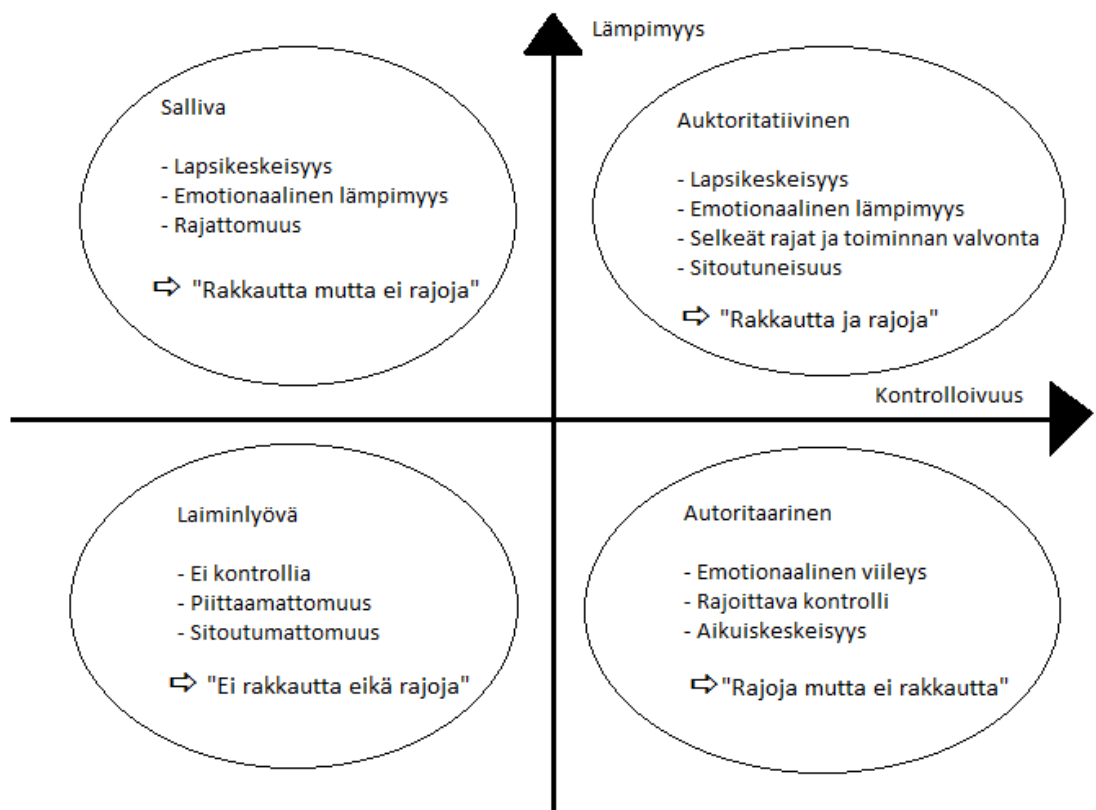 Lämpimyys
Salliva
- Lapsikeskeisyys
- Emotionaalinen lämpimyys
- Rajattomuus
⇨ "Rakkautta mutta ei rajoja"
Auktoritatiivinen
- Lapsikeskeisyys
- Emotionaalinen lämpimyys
- Selkeät rajat ja toiminnan valvonta
- Sitoutuneisuus
⇨ "Rakkautta ja rajoja"
Kontrolloivuus
Laiminlyövä
- Ei kontrollia
- Piittaamattomuus
- Sitoutumattomuus
⇨ "Ei rakkautta eikä rajoja"
Autoritaarinen
- Emotionaalinen viileys
- Rajoittava kontrolli
- Aikuiskeskeisyys
⇨ "Rajoja mutta ei rakkautta"